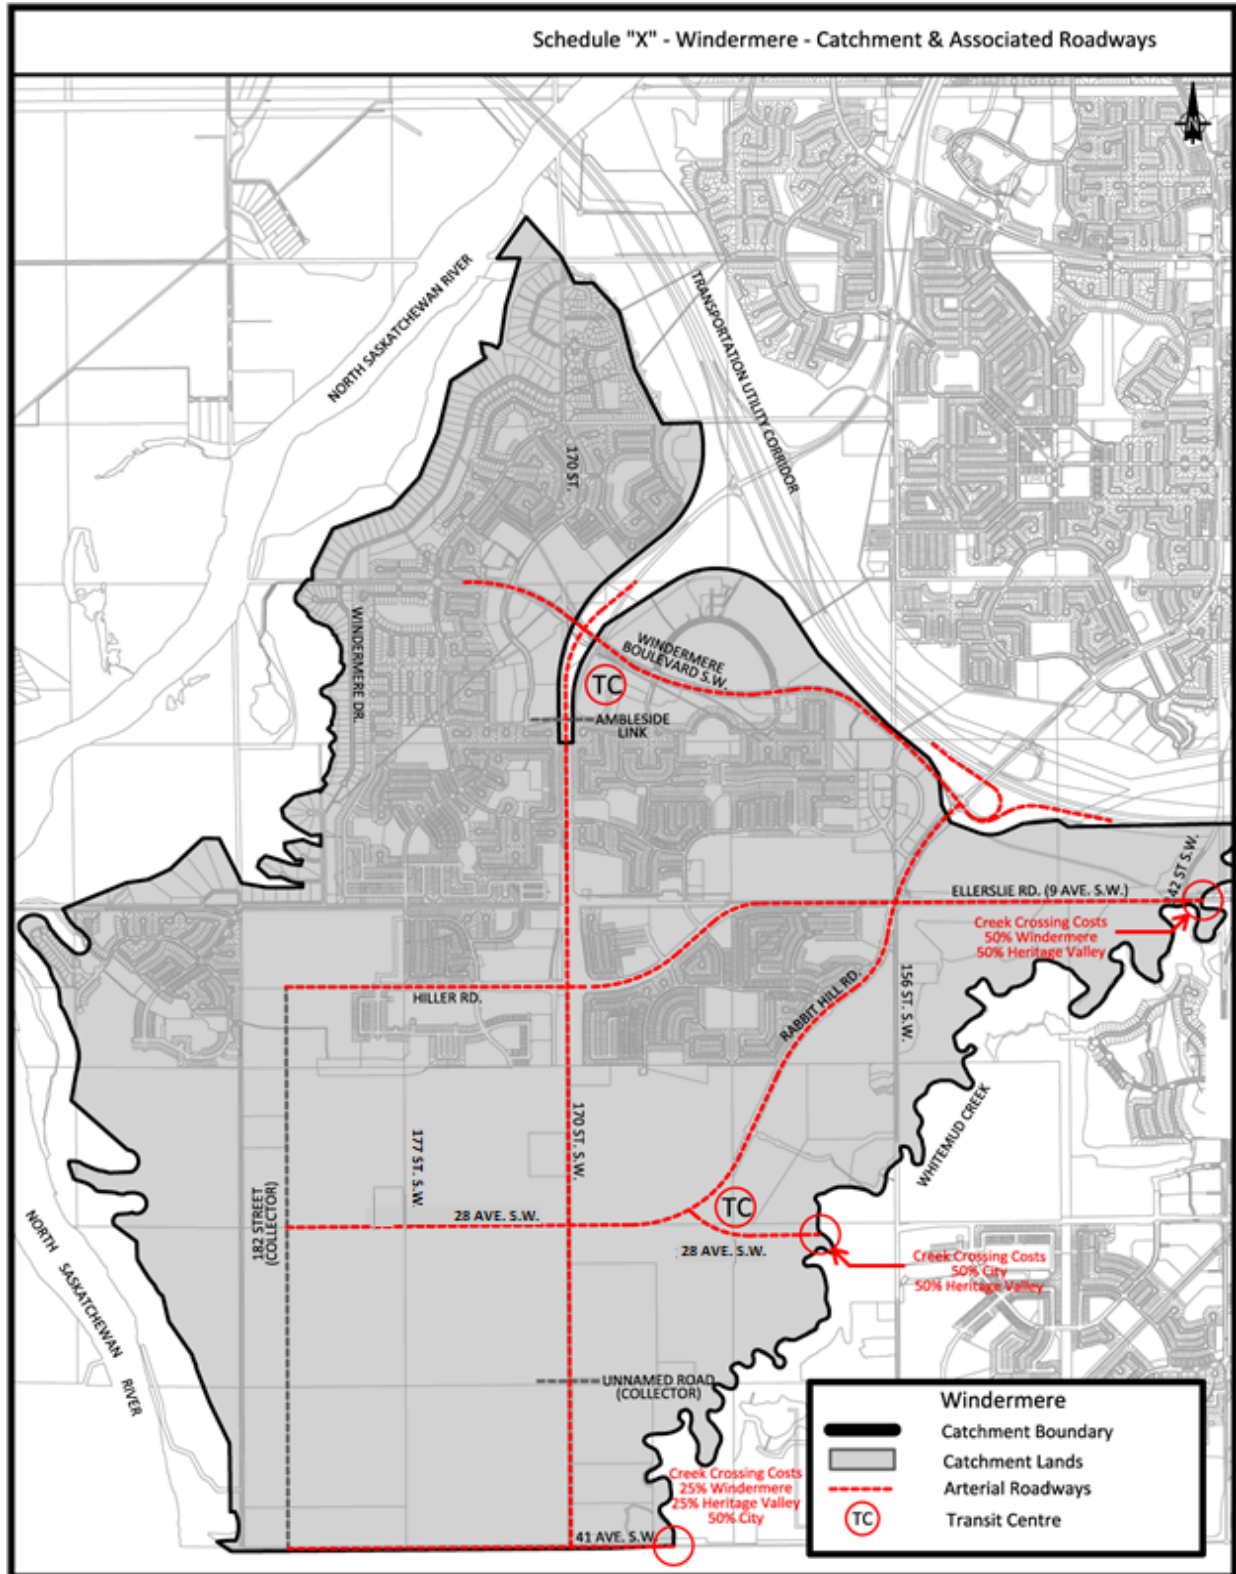 Schedule "X" - Windermere - Catchment & Associated Roadways
N
NORTH SASKATCHEWAN RIVER
TRANSPORTATION UTILITY CORRIDOR
170 ST.
WINDERMERE DR.
WINDERMERE
BOULEVARD S.W.
TC
AMBLESIDE
LINK
42 ST S.W.
ELLERSLIE RD. (9 AVE. S.W.)
Creek Crossing Costs
50% Windermere
50% Heritage Valley
HILLER RD.
RABBIT HILL RD.
156 ST. S.W.
WHITEMUD CREEK
170 ST. S.W.
177 ST. S.W.
182 STREET
(COLLECTOR)
28 AVE. S.W.
TC
28 AVE. S.W.
Creek Crossing Costs
50% City
50% Heritage Valley
NORTH SASKATCHEWAN RIVER
UNNAMED ROAD
(COLLECTOR)
Creek Crossing Costs
25% Windermere
25% Heritage Valley
50% City
41 AVE. S.W.
Windermere
Catchment Boundary
Catchment Lands
Arterial Roadways
TC
Transit Centre